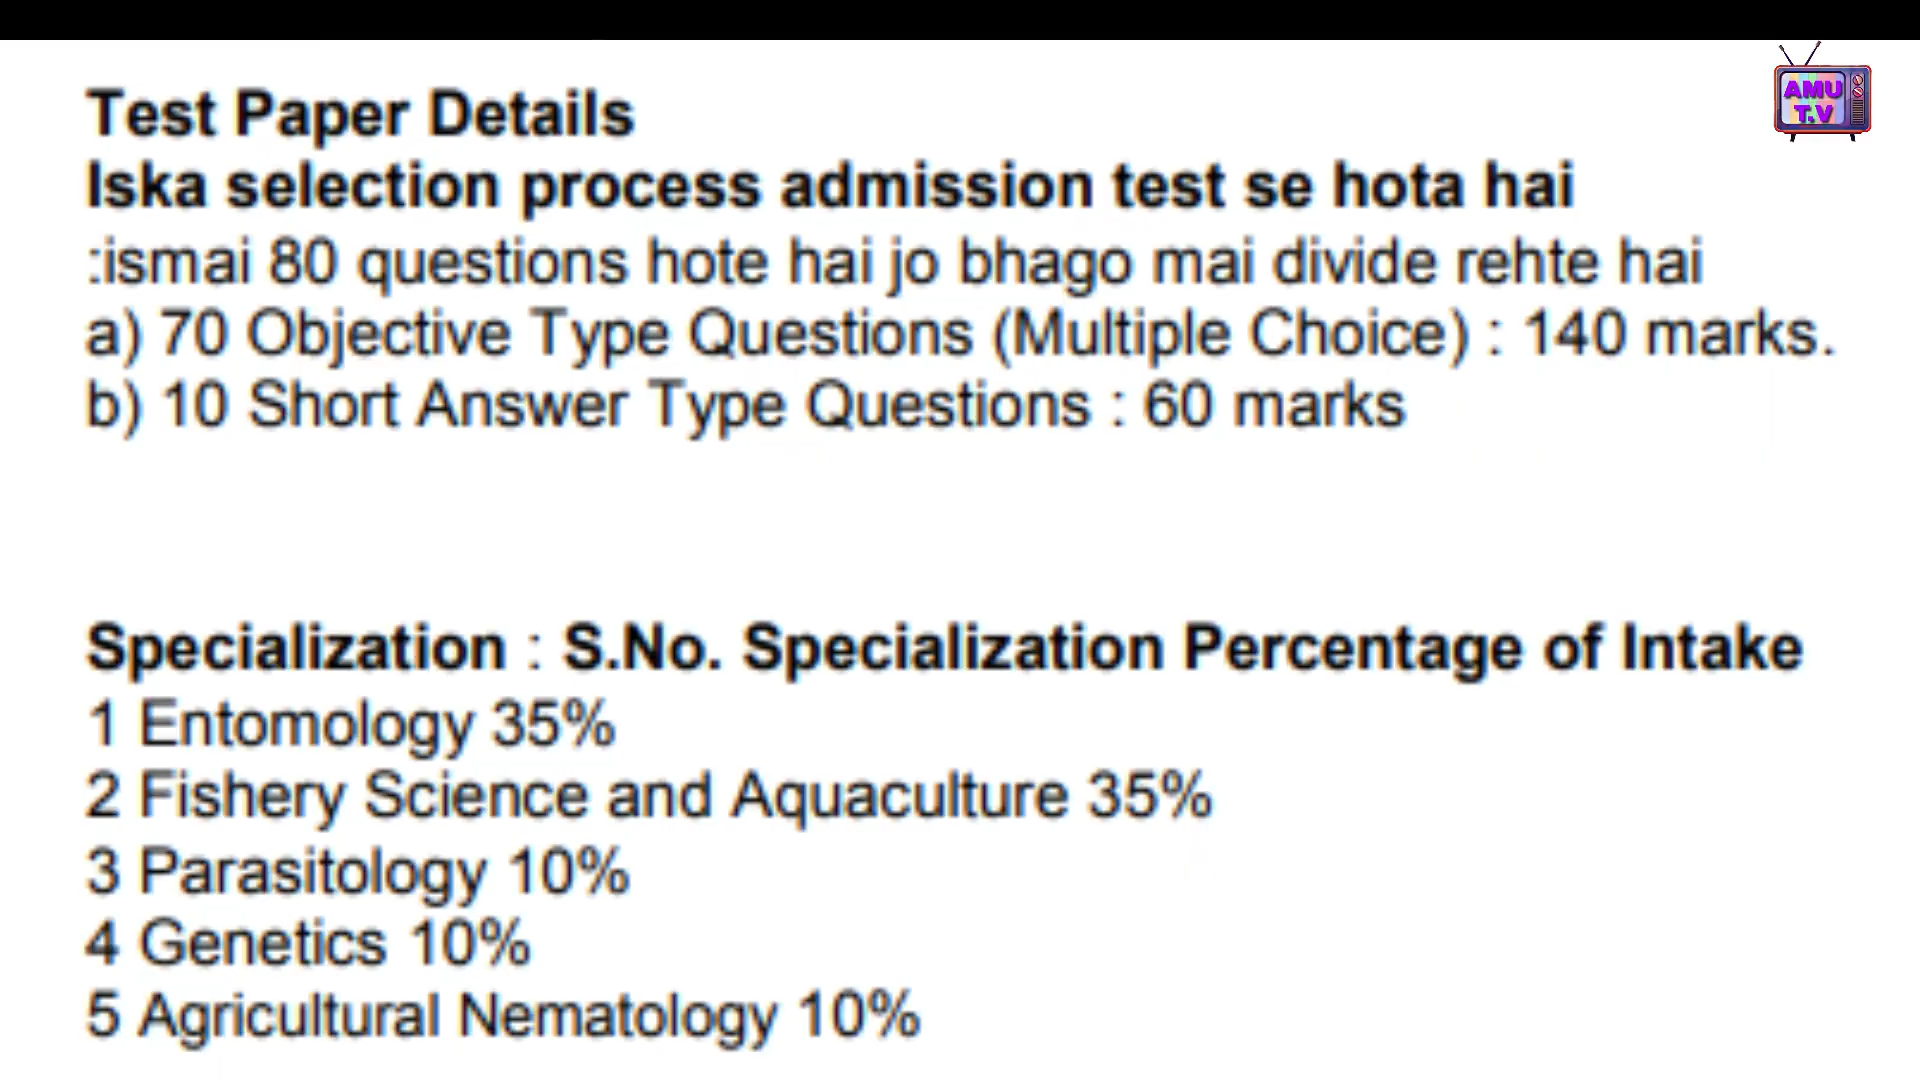 AMU
T.V
Test Paper Details
Iska selection process admission test se hota hai
:ismai 80 questions hote hai jo bhago mai divide rehte hai
a) 70 Objective Type Questions (Multiple Choice) : 140 marks.
b) 10 Short Answer Type Questions : 60 marks
Specialization : S.No. Specialization Percentage of Intake
1 Entomology 35%
2 Fishery Science and Aquaculture 35%
3 Parasitology 10%
4 Genetics 10%
5 Agricultural Nematology 10%